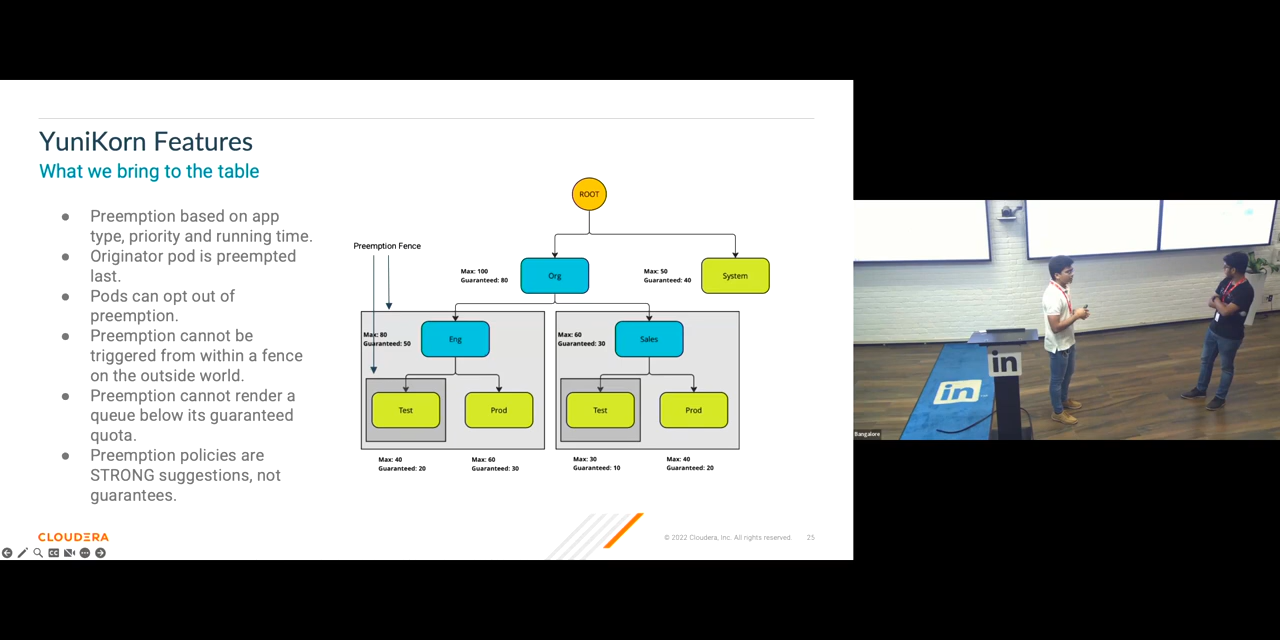 YuniKorn Features
What we bring to the table
Preemption based on app
type, priority and running time.
Originator pod is preempted
last.
Pods can opt out of
preemption.
Preemption cannot be
triggered from within a fence
on the outside world.
Preemption cannot render a
queue below its guaranteed
quota.
Preemption policies are
STRONG suggestions, not
guarantees.
ROOT
Preemption Fence
Max: 100
Guaranteed: 80
Org
Max: 50
Guaranteed: 40
System
Max: 80
Guaranteed: 50
Eng
Max: 60
Guaranteed: 30
Sales
Test
Prod
Test
Prod
Max: 40
Guaranteed: 20
Max: 60
Guaranteed: 30
Max: 30
Guaranteed: 10
Max: 40
Guaranteed: 20
CLOUDERA
© 2022 Cloudera, Inc. All rights reserved.
25
CC
in
in
Bangalore